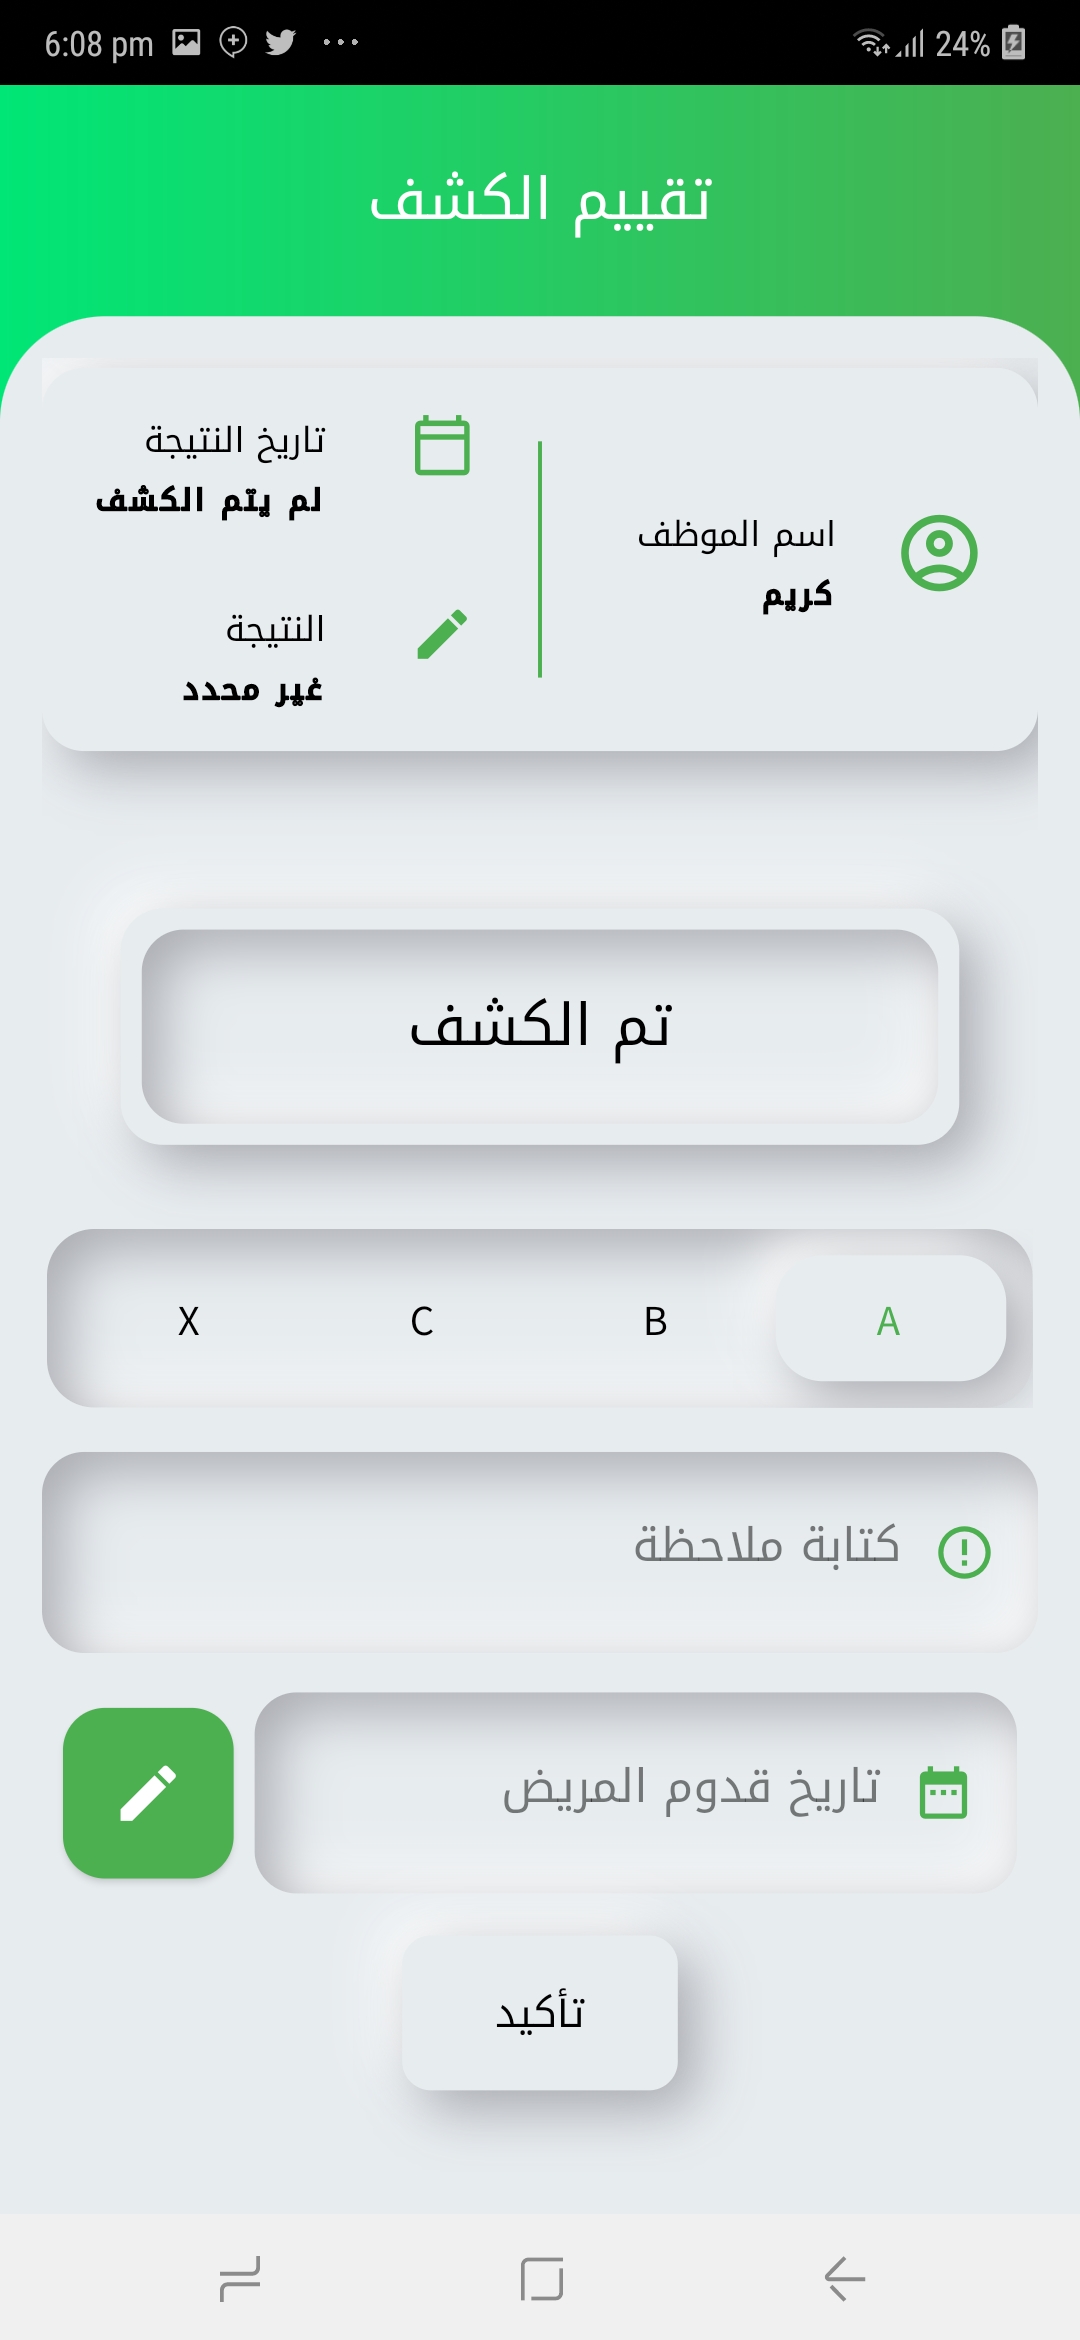 6:08 pm
24%
تقييم الكشف
اسم الموظف
كريم
تاريخ النتيجة
لم يتم الكشف
النتيجة
غير محدد
تم الكشف
A B C X
كتابة ملاحظة
تاريخ قدوم المريض
تأكيد